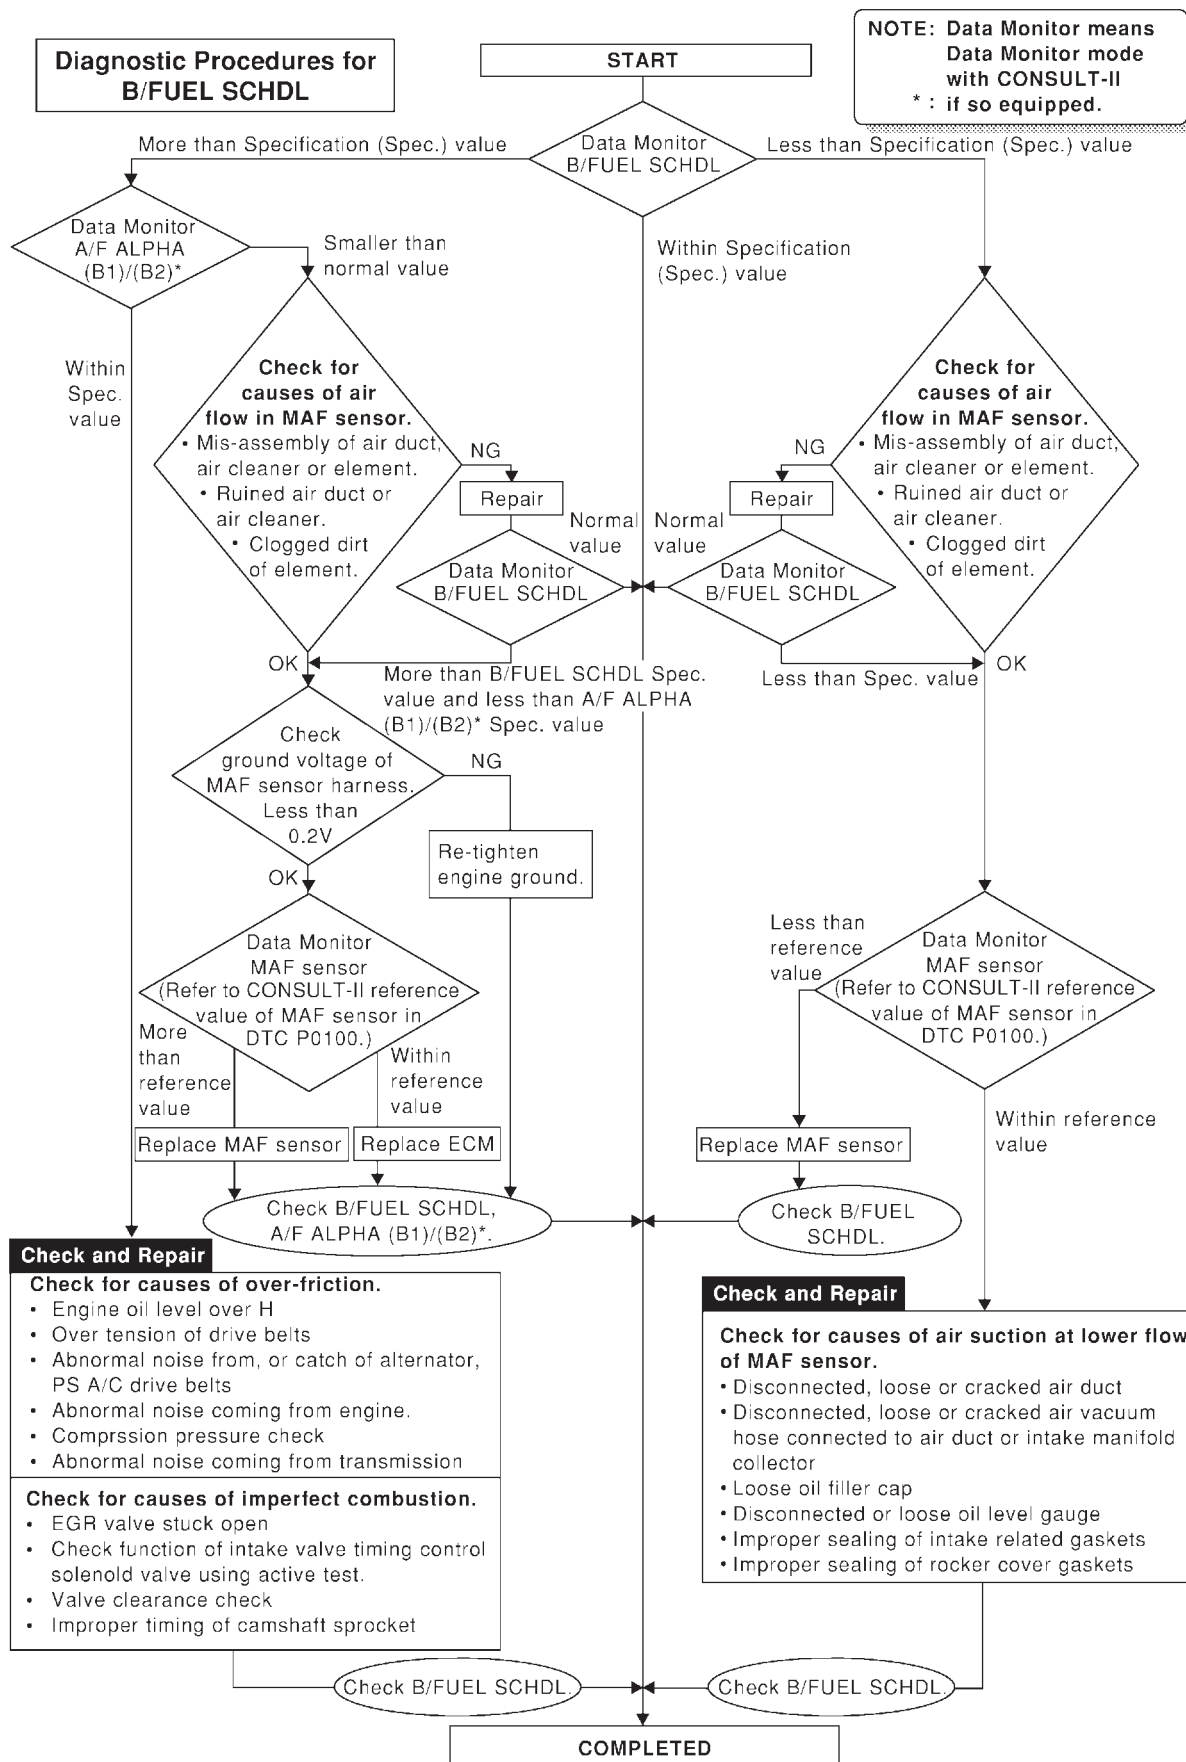 Diagnostic Procedures for
B/FUEL SCHDL
START
NOTE: Data Monitor means
Data Monitor mode
with CONSULT-II
* : if so equipped.
More than Specification (Spec.) value
Data Monitor
B/FUEL SCHDL
Less than Specification (Spec.) value
Data Monitor
A/F ALPHA
(B1)/(B2)*
Smaller than
normal value
Within Specification
(Spec.) value
Within
Spec.
value
Check for
causes of air
flow in MAF sensor.
• Mis-assembly of air duct,
air cleaner or element.
• Ruined air duct or
air cleaner.
• Clogged dirt
of element.
NG
Repair
Normal
value
Data Monitor
B/FUEL SCHDL
Normal
value
NG
Repair
Data Monitor
B/FUEL SCHDL
Check for
causes of air
flow in MAF sensor.
• Mis-assembly of air duct,
air cleaner or element.
• Ruined air duct or
air cleaner.
• Clogged dirt
of element.
OK
More than B/FUEL SCHDL Spec.
value and less than A/F ALPHA
(B1)/(B2)* Spec. value
Less than Spec. value
OK
Check
ground voltage of
MAF sensor harness.
Less than
0.2V
NG
Re-tighten
engine ground.
OK
Data Monitor
MAF sensor
(Refer to CONSULT-II reference
value of MAF sensor in
DTC P0100.)
Less than
reference
value
Data Monitor
MAF sensor
(Refer to CONSULT-II reference
value of MAF sensor in
DTC P0100.)
More
than
reference
value
Within
reference
value
Within reference
value
Replace MAF sensor
Replace ECM
Replace MAF sensor
Check B/FUEL SCHDL,
A/F ALPHA (B1)/(B2)*.
Check B/FUEL
SCHDL.
Check and Repair
Check for causes of over-friction.
• Engine oil level over H
• Over tension of drive belts
• Abnormal noise from, or catch of alternator,
PS A/C drive belts
• Abnormal noise coming from engine.
• Comprssion pressure check
• Abnormal noise coming from transmission
Check for causes of imperfect combustion.
• EGR valve stuck open
• Check function of intake valve timing control
solenold valve using active test.
• Valve clearance check
• Improper timing of camshaft sprocket
Check and Repair
Check for causes of air suction at lower flow
of MAF sensor.
• Disconnected, loose or cracked air duct
• Disconnected, loose or cracked air vacuum
hose connected to air duct or intake manifold
collector
• Loose oil filler cap
• Disconnected or loose oil level gauge
• Improper sealing of intake related gaskets
• Improper sealing of rocker cover gaskets
Check B/FUEL SCHDL.
Check B/FUEL SCHDL.
COMPLETED